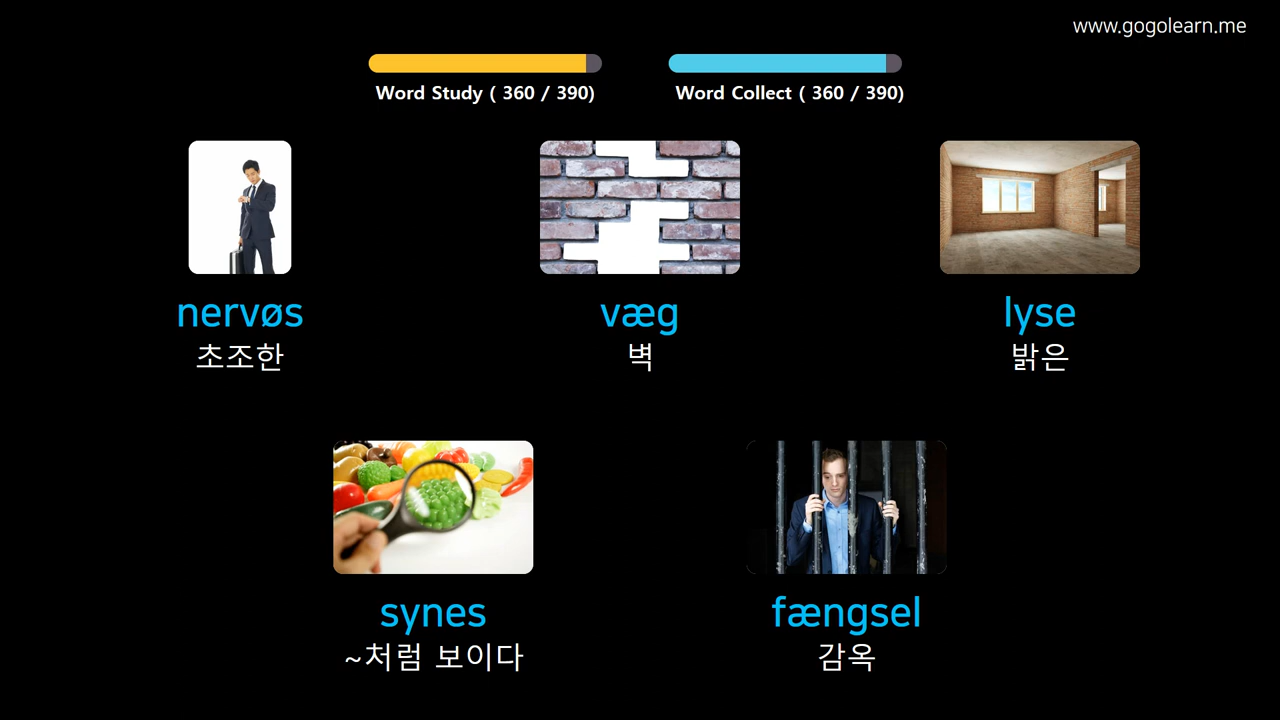 www.gogolearn.me
Word Study ( 360 / 390)
Word Collect ( 360 / 390)
nervøs
초조한
væg
벽
lyse
밝은
synes
~처럼 보이다
fængsel
감옥